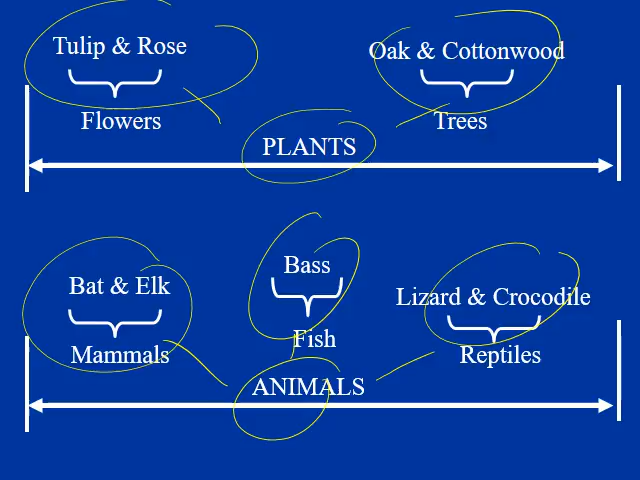 Tulip & Rose
Oak & Cottonwood
Flowers
Trees
PLANTS
Bass
Bat & Elk
Lizard & Crocodile
Fish
Mammals
Reptiles
ANIMALS